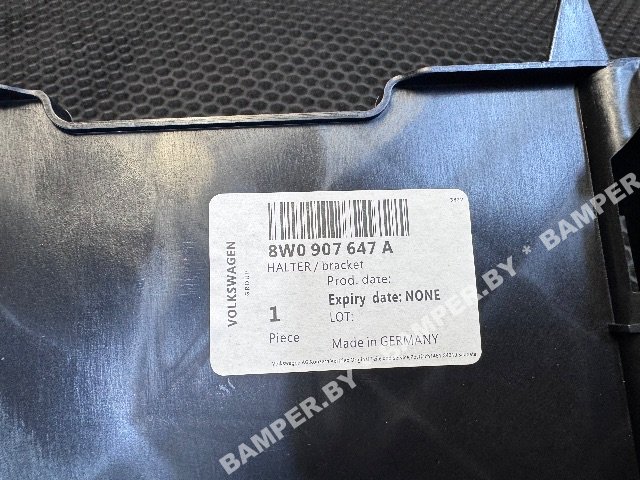 8W0 907 647 A
HALTER / bracket
Prod. date:
Expiry date: NONE
LOT:
1
Piece
Made in GERMANY
VOLKSWAGEN
GROUP
BAMPER.BY * BAMPER.BY * BAMPER.BY